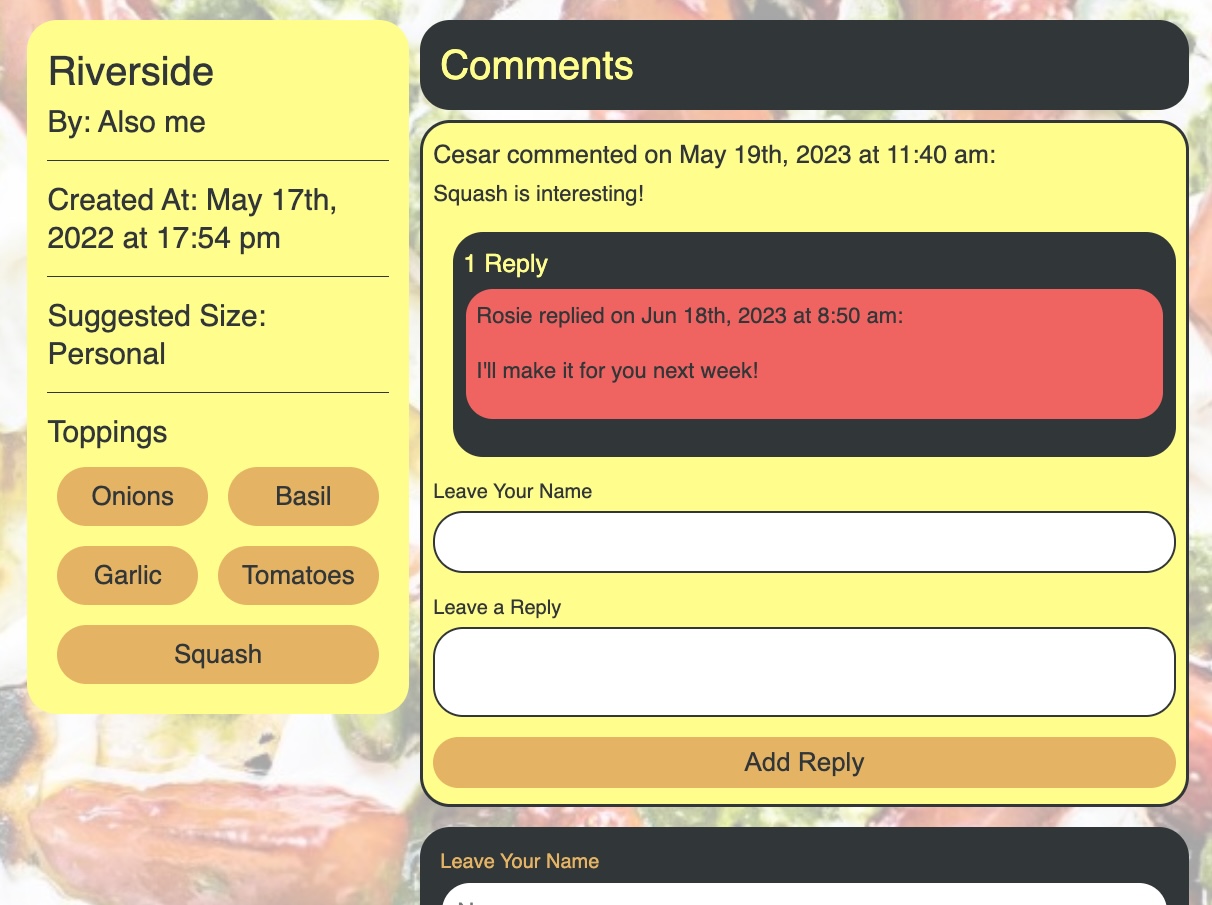 Riverside
By: Also me
Created At: May 17th,
2022 at 17:54 pm
Suggested Size:
Personal
Toppings
Onions
Basil
Garlic
Tomatoes
Squash
Comments
Cesar commented on May 19th, 2023 at 11:40 am:
Squash is interesting!
1 Reply
Rosie replied on Jun 18th, 2023 at 8:50 am:
I'll make it for you next week!
Leave Your Name
Leave a Reply
Add Reply
Leave Your Name